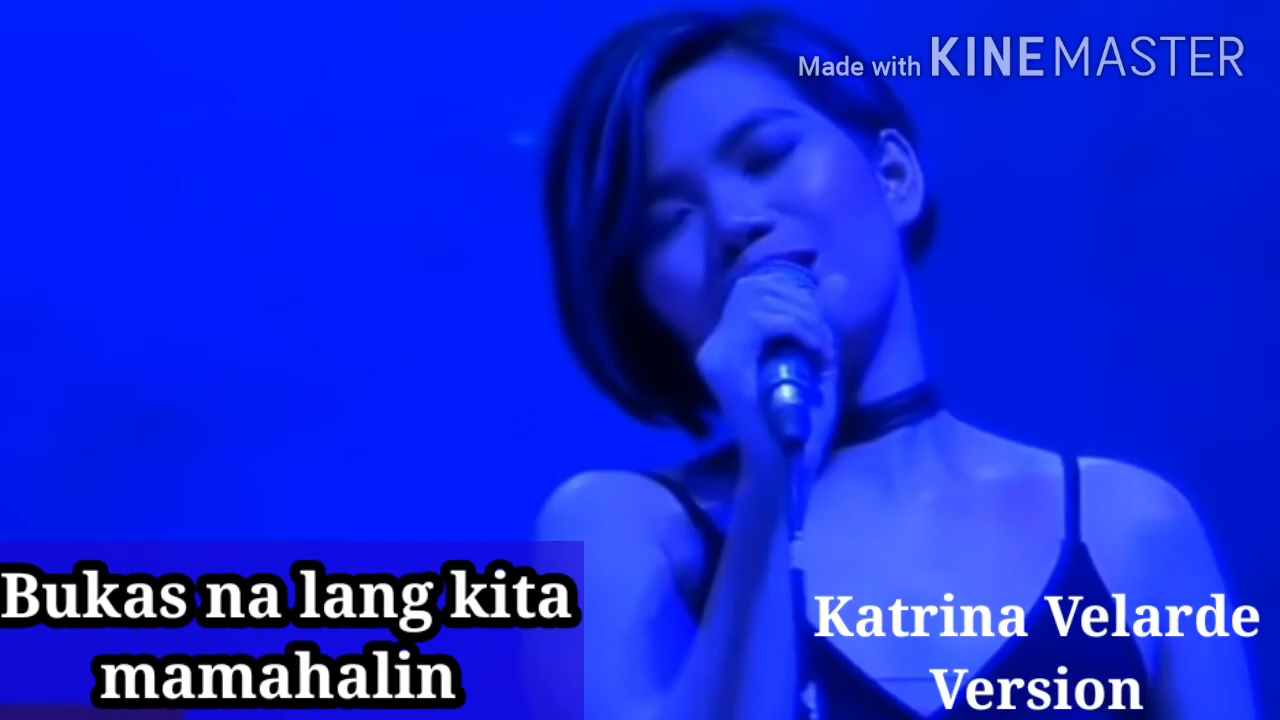 Made with KINEMASTER
Bukas na lang kita
mamahalin
Katrina Velarde
Version